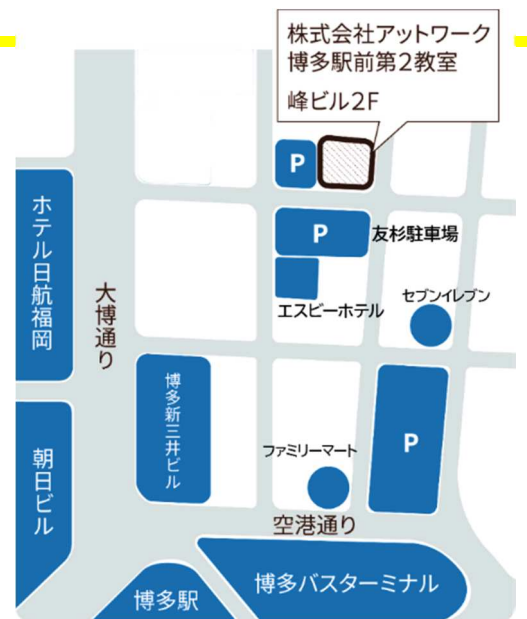 株式会社アットワーク
博多駅前第2教室
峰ビル2F
P
P
友杉駐車場
ホテル日航福岡
大博通り
エスビーホテル
セブンイレブン
博多新三井ビル
P
朝日ビル
ファミリーマート
空港通り
博多バスターミナル
博多駅